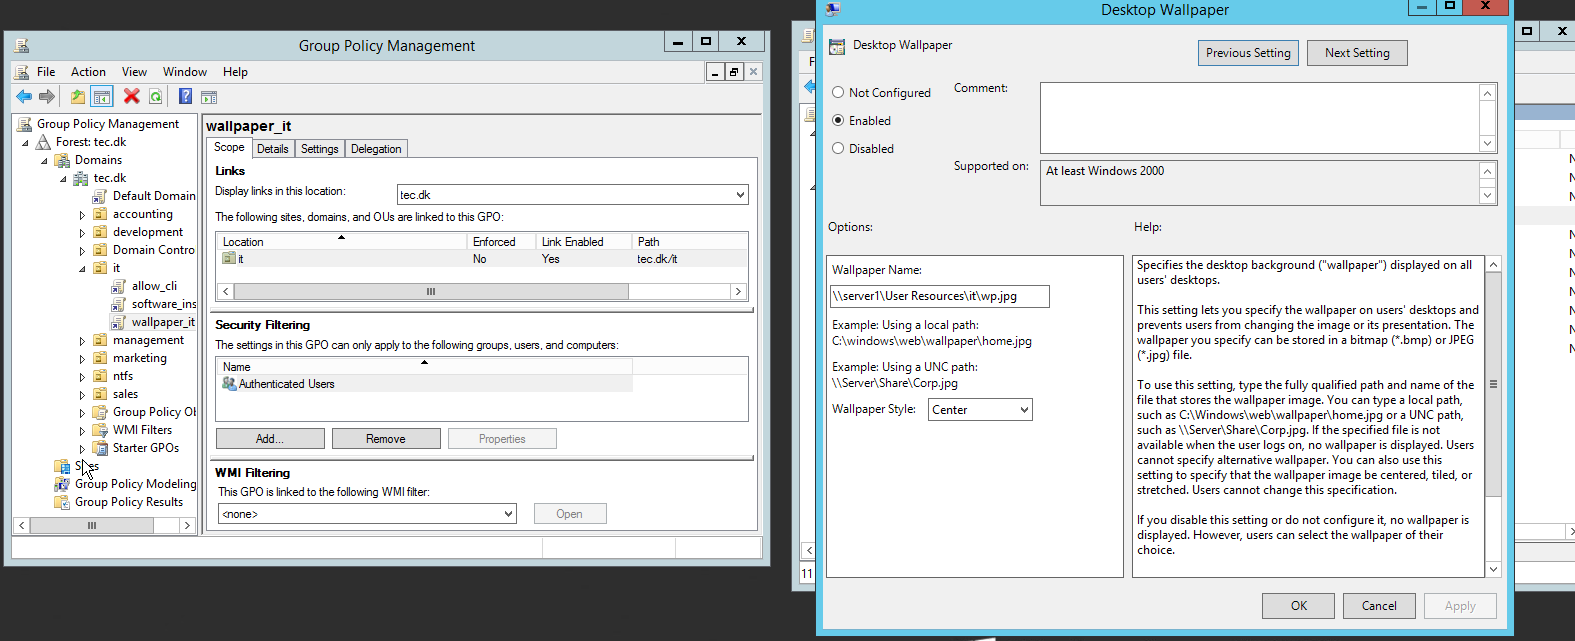 Group Policy Management
File Action View Window Help
Group Policy Management
Forest: tec.dk
Domains
tec.dk
Default Domain
accounting
development
Domain Contro
it
allow_cli
software_ins
wallpaper_it
management
marketing
ntfs
sales
Group Policy Ob
WMI Filters
Starter GPOs
Sites
Group Policy Modeling
Group Policy Results
wallpaper_it
Scope Details Settings Delegation
Links
Display links in this location: tec.dk
The following sites, domains, and OUs are linked to this GPO:
Location Enforced Link Enabled Path
it No Yes tec.dk/it
Security Filtering
The settings in this GPO can only apply to the following groups, users, and computers:
Name
Authenticated Users
Add... Remove Properties
WMI Filtering
This GPO is linked to the following WMI filter:
<none> Open
11
Desktop Wallpaper
Desktop Wallpaper
Previous Setting Next Setting
Not Configured
Enabled
Disabled
Comment:
Supported on: At least Windows 2000
Options:
Wallpaper Name:
\\server1\User Resources\it\wp.jpg
Example: Using a local path:
C:\windows\web\wallpaper\home.jpg
Example: Using a UNC path:
\\Server\Share\Corp.jpg
Wallpaper Style: Center
Help:
Specifies the desktop background ("wallpaper") displayed on all
users' desktops.
This setting lets you specify the wallpaper on users' desktops and
prevents users from changing the image or its presentation. The
wallpaper you specify can be stored in a bitmap (*.bmp) or JPEG
(*.jpg) file.
To use this setting, type the fully qualified path and name of the
file that stores the wallpaper image. You can type a local path,
such as C:\Windows\web\wallpaper\home.jpg or a UNC path,
such as \\Server\Share\Corp.jpg. If the specified file is not
available when the user logs on, no wallpaper is displayed. Users
cannot specify alternative wallpaper. You can also use this
setting to specify that the wallpaper image be centered, tiled, or
stretched. Users cannot change this specification.
If you disable this setting or do not configure it, no wallpaper is
displayed. However, users can select the wallpaper of their
choice.
OK Cancel Apply